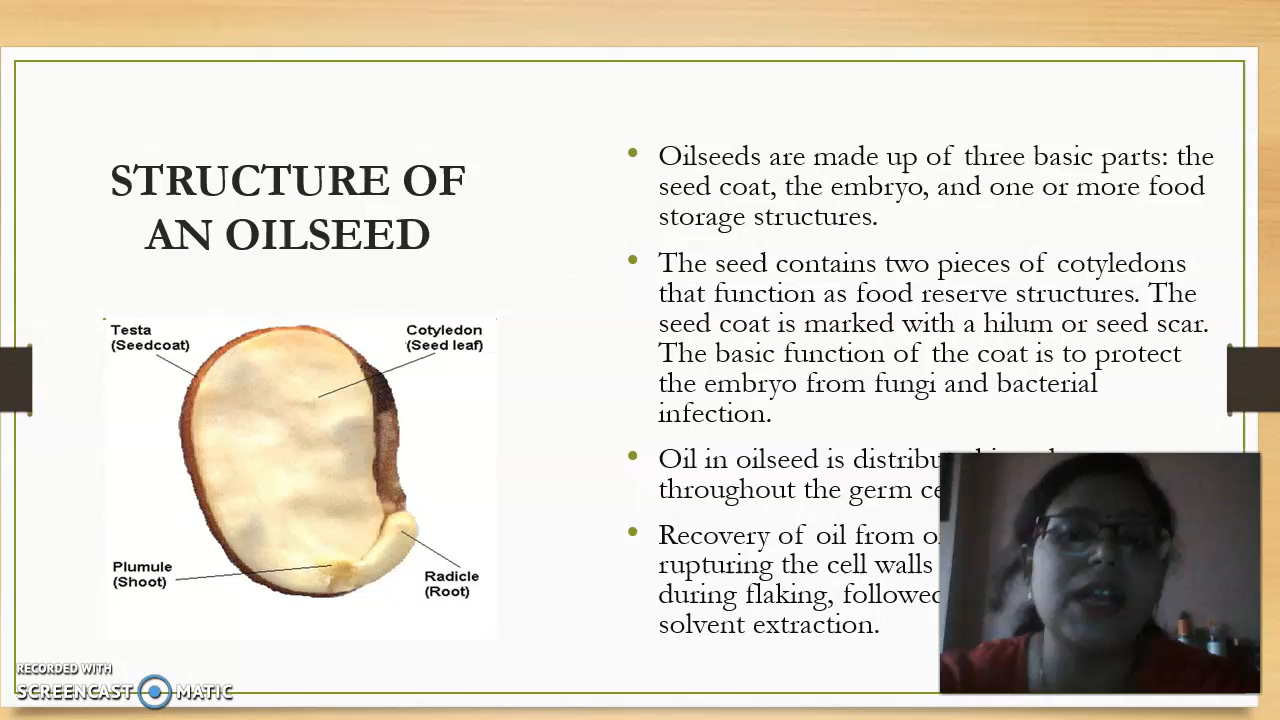 STRUCTURE OF
AN OILSEED
Testa
(Seedcoat)
Cotyledon
(Seed leaf)
Plumule
(Shoot)
Radicle
(Root)
• Oilseeds are made up of three basic parts: the
seed coat, the embryo, and one or more food
storage structures.
• The seed contains two pieces of cotyledons
that function as food reserve structures. The
seed coat is marked with a hilum or seed scar.
The basic function of the coat is to protect
the embryo from fungi and bacterial
infection.
• Oil in oilseed is
throughout the germ
• Recovery of oil from
rupturing the cell walls
during flaking,
solvent extraction.
RECORDED WITH
SCREENCAST MATIC